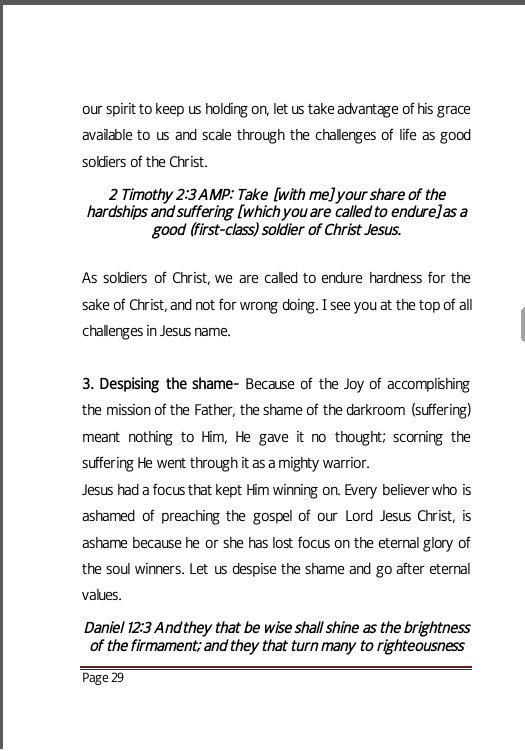 our spirit to keep us holding on, let us take advantage of his grace
available to us and scale through the challenges of life as good
soldiers of the Christ.
2 Timothy 2:3 AMP: Take [with me] your share of the
hardships and suffering [which you are called to endure] as a
good (first-class) soldier of Christ Jesus.
As soldiers of Christ, we are called to endure hardness for the
sake of Christ, and not for wrong doing. I see you at the top of all
challenges in Jesus name.
3. Despising the shame- Because of the Joy of accomplishing
the mission of the Father, the shame of the darkroom (suffering)
meant nothing to Him, He gave it no thought; scorning the
suffering He went through it as a mighty warrior.
Jesus had a focus that kept Him winning on. Every believer who is
ashamed of preaching the gospel of our Lord Jesus Christ, is
ashame because he or she has lost focus on the eternal glory of
the soul winners. Let us despise the shame and go after eternal
values.
Daniel 12:3 And they that be wise shall shine as the brightness
of the firmament; and they that turn many to righteousness
Page 29